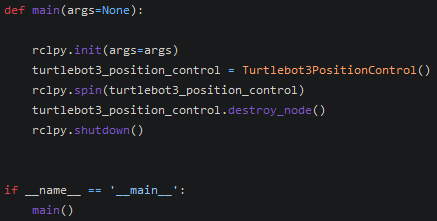 def main(args=None):
    rclpy.init(args=args)
    turtlebot3_position_control = Turtlebot3PositionControl()
    rclpy.spin(turtlebot3_position_control)
    turtlebot3_position_control.destroy_node()
    rclpy.shutdown()
if __name__ == '__main__':
    main()